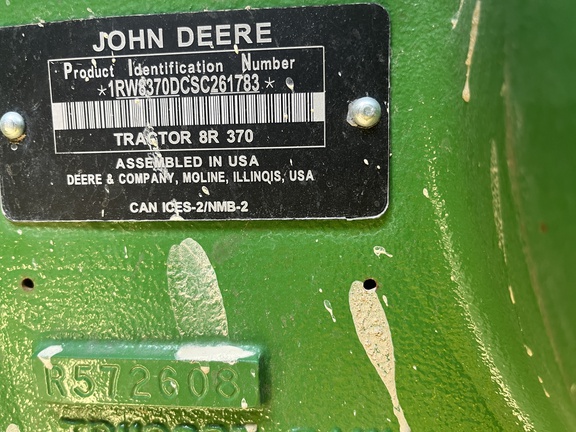 JOHN DEERE
Product Identification Number
*1RW8370DCSC261783*
TRACTOR 8R 370
ASSEMBLED IN USA
DEERE & COMPANY, MOLINE, ILLINOIS, USA
CAN ICES-2/NMB-2
R572608